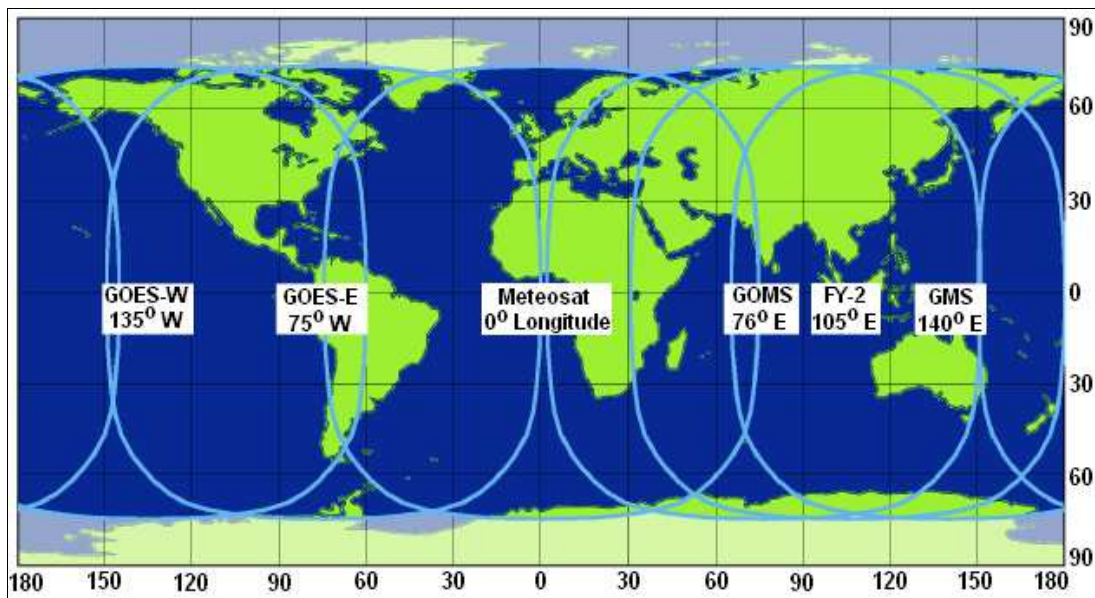 90
60
30
0
30
60
90
GOES-W
135⁰ W
GOES-E
75⁰ W
Meteosat
0⁰ Longitude
GOMS
76⁰ E
FY-2
105⁰ E
GMS
140⁰ E
180 150 120 90 60 30 0 30 60 90 120 150 180